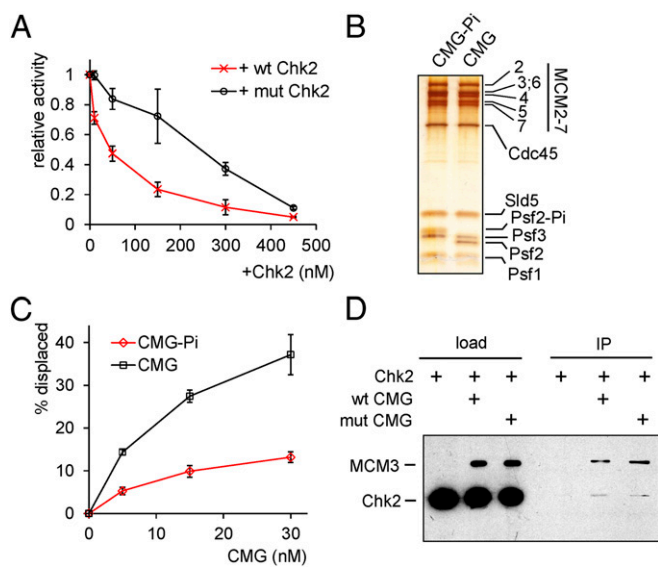 A
relative activity
1
0.8
0.6
0.4
0.2
0
+ wt Chk2
+ mut Chk2
0 100 200 300 400 500
+Chk2 (nM)
B
CMG-Pi
CMG
2
3;6
4
5
7
MCM2-7
Cdc45
Sld5
Psf2-Pi
Psf3
Psf2
Psf1
C
% displaced
40
30
20
10
0
CMG-Pi
CMG
0 10 20 30
CMG (nM)
D
load IP
Chk2 + + + + + +
wt CMG + +
mut CMG + +
MCM3
Chk2